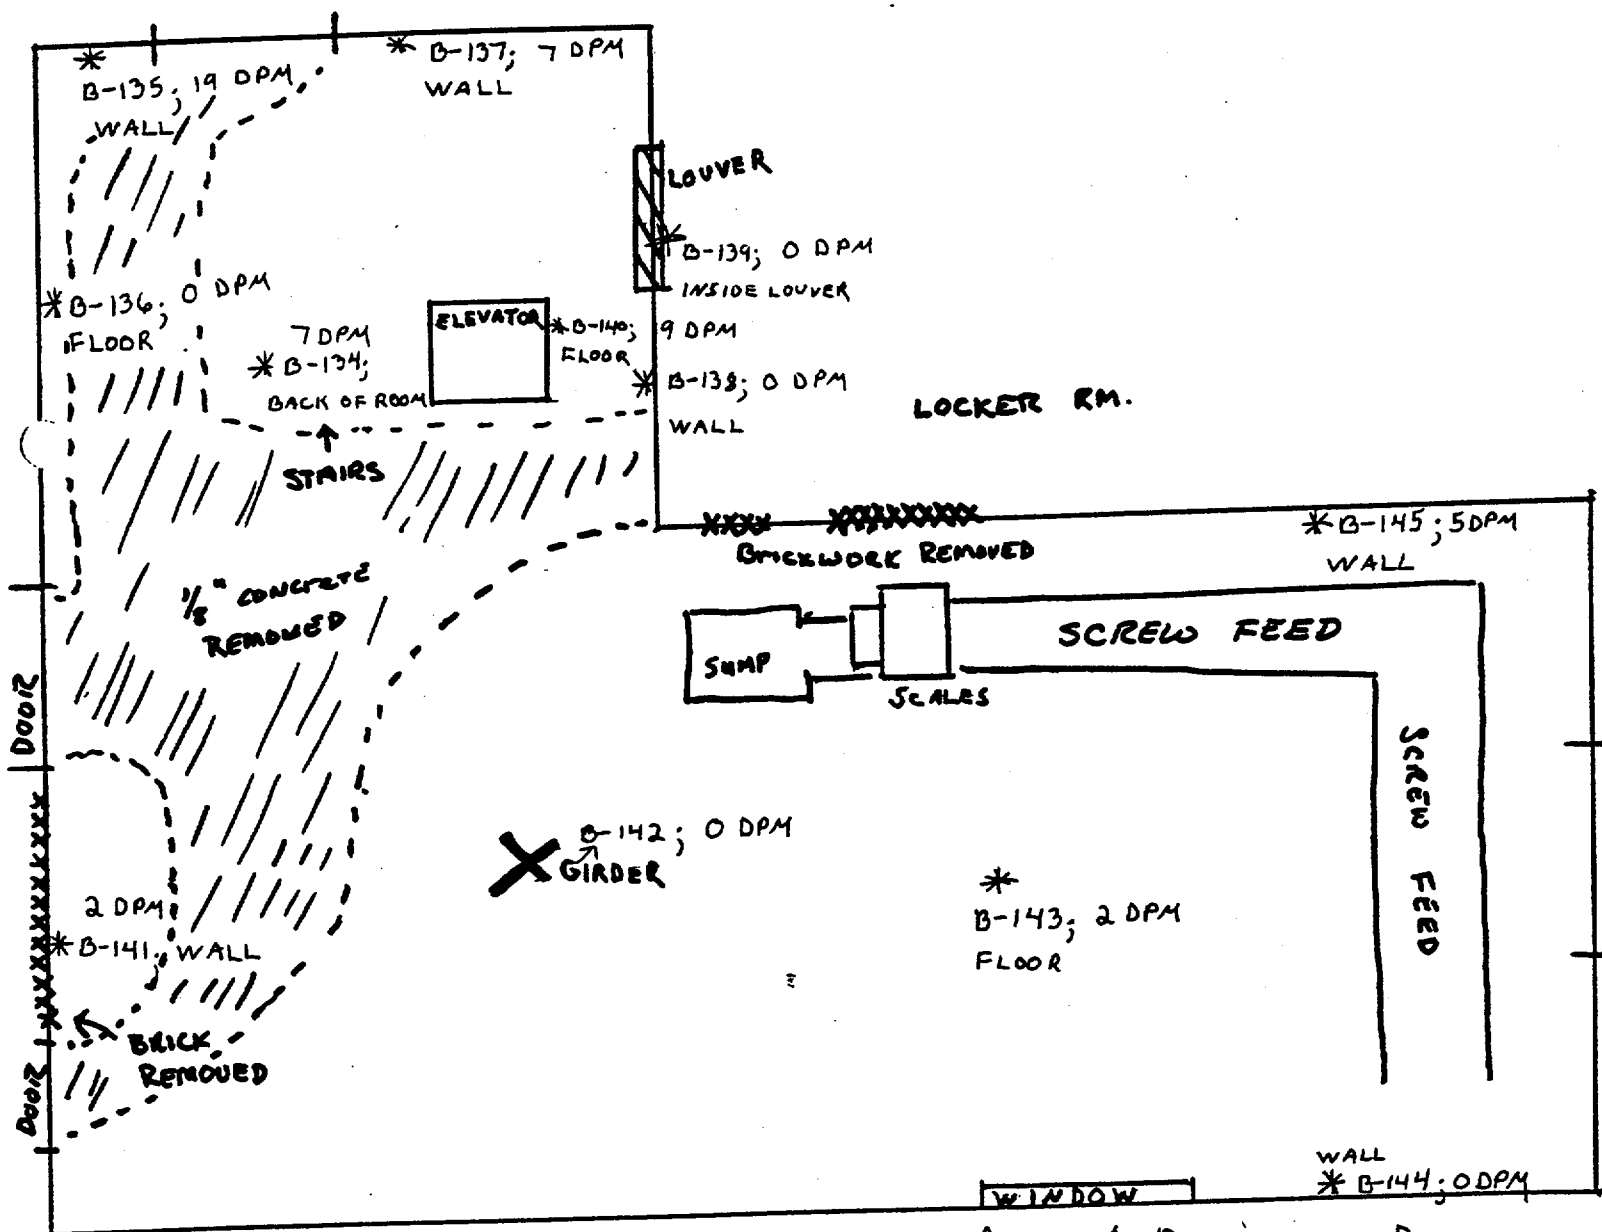 B-137; 7 DPM
WALL
B-135; 19 DPM
WALL
LOUVER
B-139; 0 DPM
INSIDE LOUVER
B-136; 0 DPM
FLOOR
7 DPM
B-134;
BACK OF ROOM
ELEVATOR
B-140; 9 DPM
FLOOR
B-138; 0 DPM
WALL
LOCKER RM.
STAIRS
BRICKWORK REMOVED
B-145; 5 DPM
WALL
1/8" CONCRETE
REMOVED
SUMP
SCALES
SCREW FEED
SCREW FEED
DOOR
B-142; 0 DPM
GIRDER
2 DPM
B-141; WALL
B-143; 2 DPM
FLOOR
BRICK
REMOVED
DOOR
WALL
B-144; 0 DPM
WINDOW